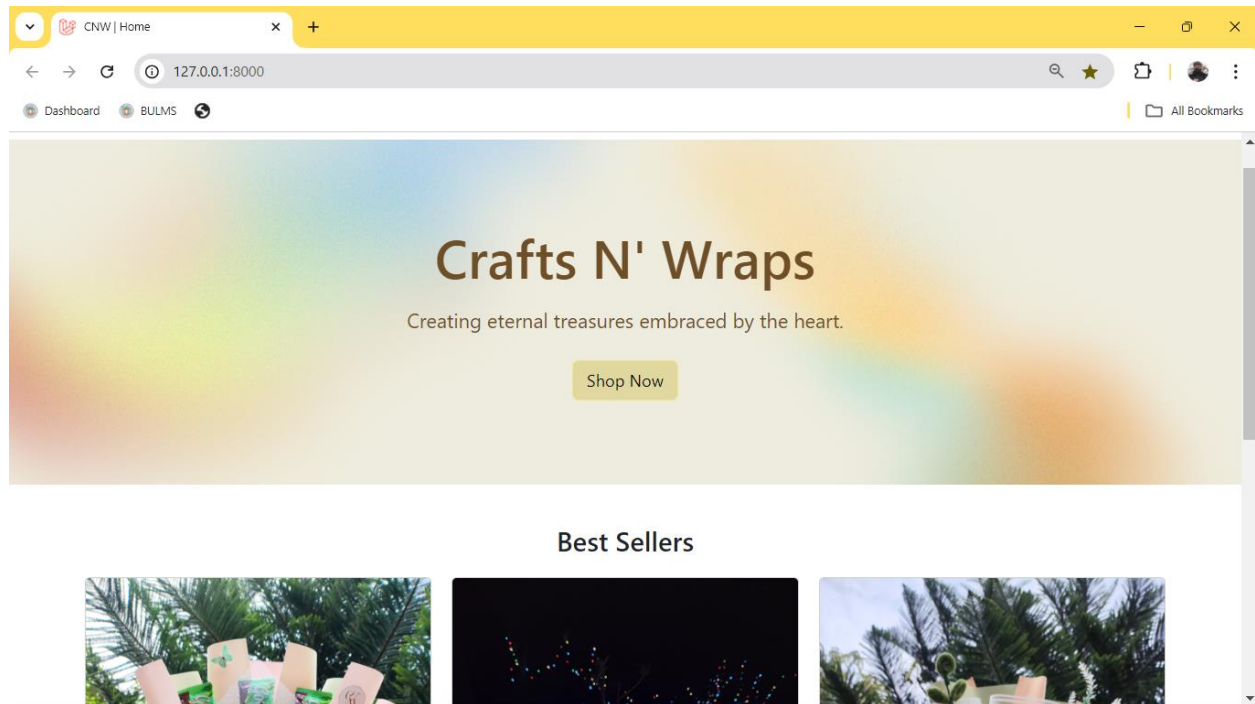 CNW | Home
127.0.0.1:8000
Dashboard BULMS All Bookmarks
Crafts N' Wraps
Creating eternal treasures embraced by the heart.
Shop Now
Best Sellers